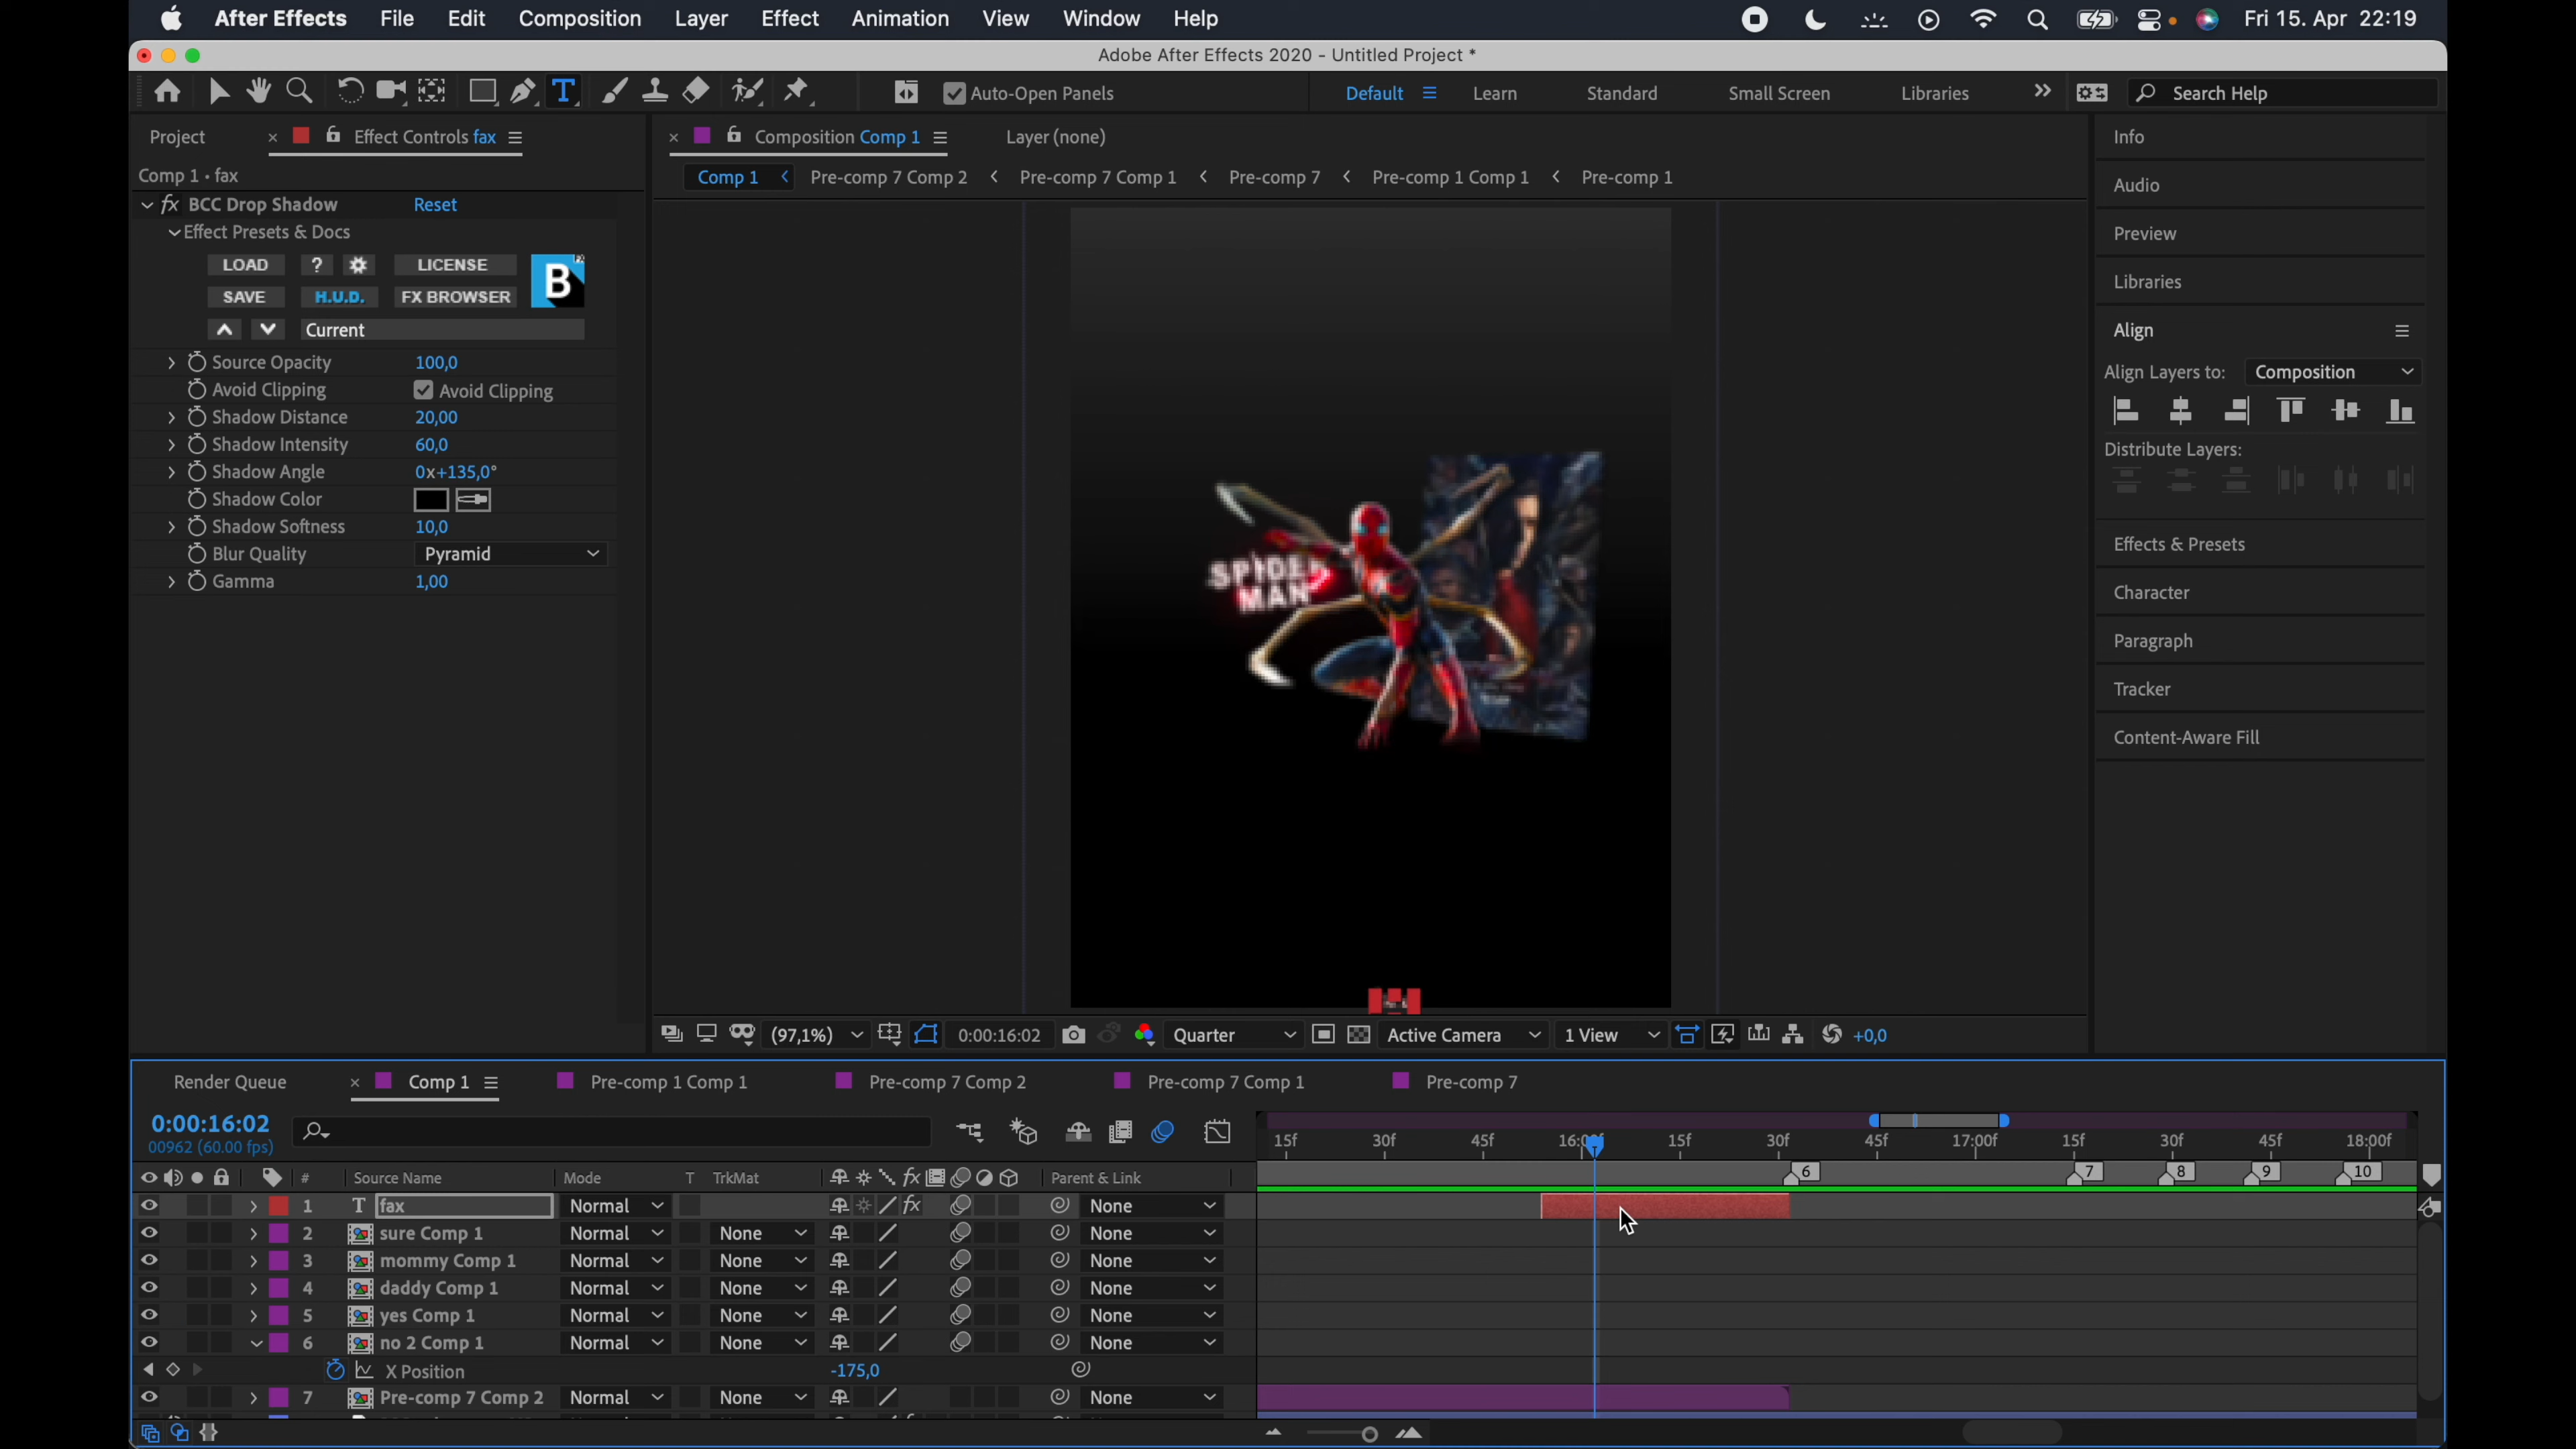 After Effects File Edit Composition Layer Effect Animation View Window Help Fri 15. Apr 22:19
Adobe After Effects 2020 - Untitled Project *
Auto-Open Panels Default Learn Standard Small Screen Libraries Search Help
Project Effect Controls fax
Comp 1 • fax
fx BCC Drop Shadow Reset
Effect Presets & Docs
LOAD ? LICENSE B
SAVE H.U.D. FX BROWSER
Current
Source Opacity 100,0
Avoid Clipping Avoid Clipping
Shadow Distance 20,00
Shadow Intensity 60,0
Shadow Angle 0x+135,0°
Shadow Color
Shadow Softness 10,0
Blur Quality Pyramid
Gamma 1,00
Composition Comp 1 Layer (none)
Comp 1 Pre-comp 7 Comp 2 Pre-comp 7 Comp 1 Pre-comp 7 Pre-comp 1 Comp 1 Pre-comp 1
SPIDER
MAN
(97,1%) 0:00:16:02 Quarter Active Camera 1 View +0,0
Info
Audio
Preview
Libraries
Align
Align Layers to: Composition
Distribute Layers:
Effects & Presets
Character
Paragraph
Tracker
Content-Aware Fill
Render Queue Comp 1 Pre-comp 1 Comp 1 Pre-comp 7 Comp 2 Pre-comp 7 Comp 1 Pre-comp 7
0:00:16:02
00962 (60.00 fps)
15f 30f 45f 16:00f 15f 30f 45f 17:00f 15f 30f 45f 18:00f
6 7 8 9 10
# Source Name Mode T TrkMat fx Parent & Link
1 T fax Normal fx None
2 sure Comp 1 Normal None None
3 mommy Comp 1 Normal None None
4 daddy Comp 1 Normal None None
5 yes Comp 1 Normal None None
6 no 2 Comp 1 Normal None None
X Position -175,0
7 Pre-comp 7 Comp 2 Normal None None